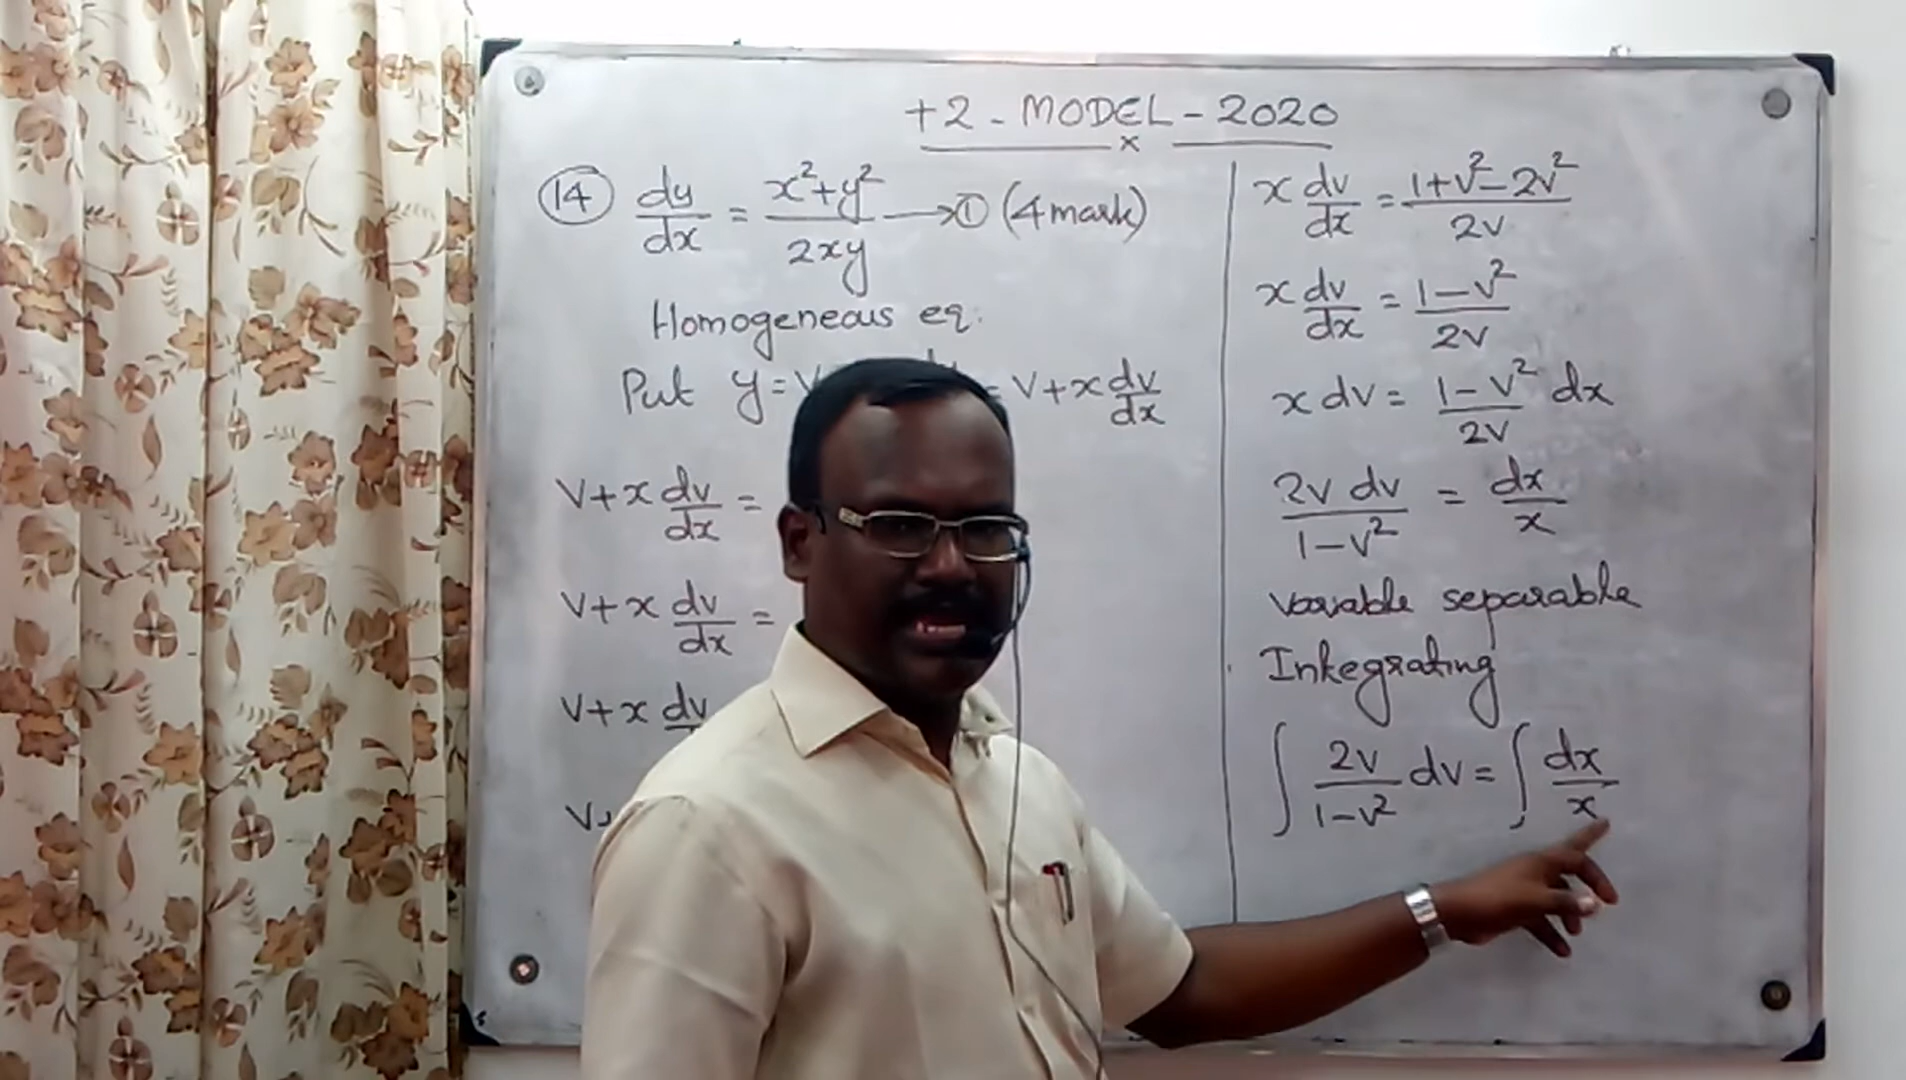 +2 - MODEL - 2020
x
(14) dy/dx = x²+y²/2xy → ① (4 mark)
Homogeneous eq.
Put y = V = V + x dv/dx
V + x dv/dx =
V + x dv/dx =
V + x dv
V+
x dv/dx = 1+V²-2V²/2V
x dv/dx = 1-V²/2V
x dv = 1-V²/2V dx
2V dv/1-V² = dx/x
Variable separable
Integrating
∫ 2V/1-V² dv = ∫ dx/x